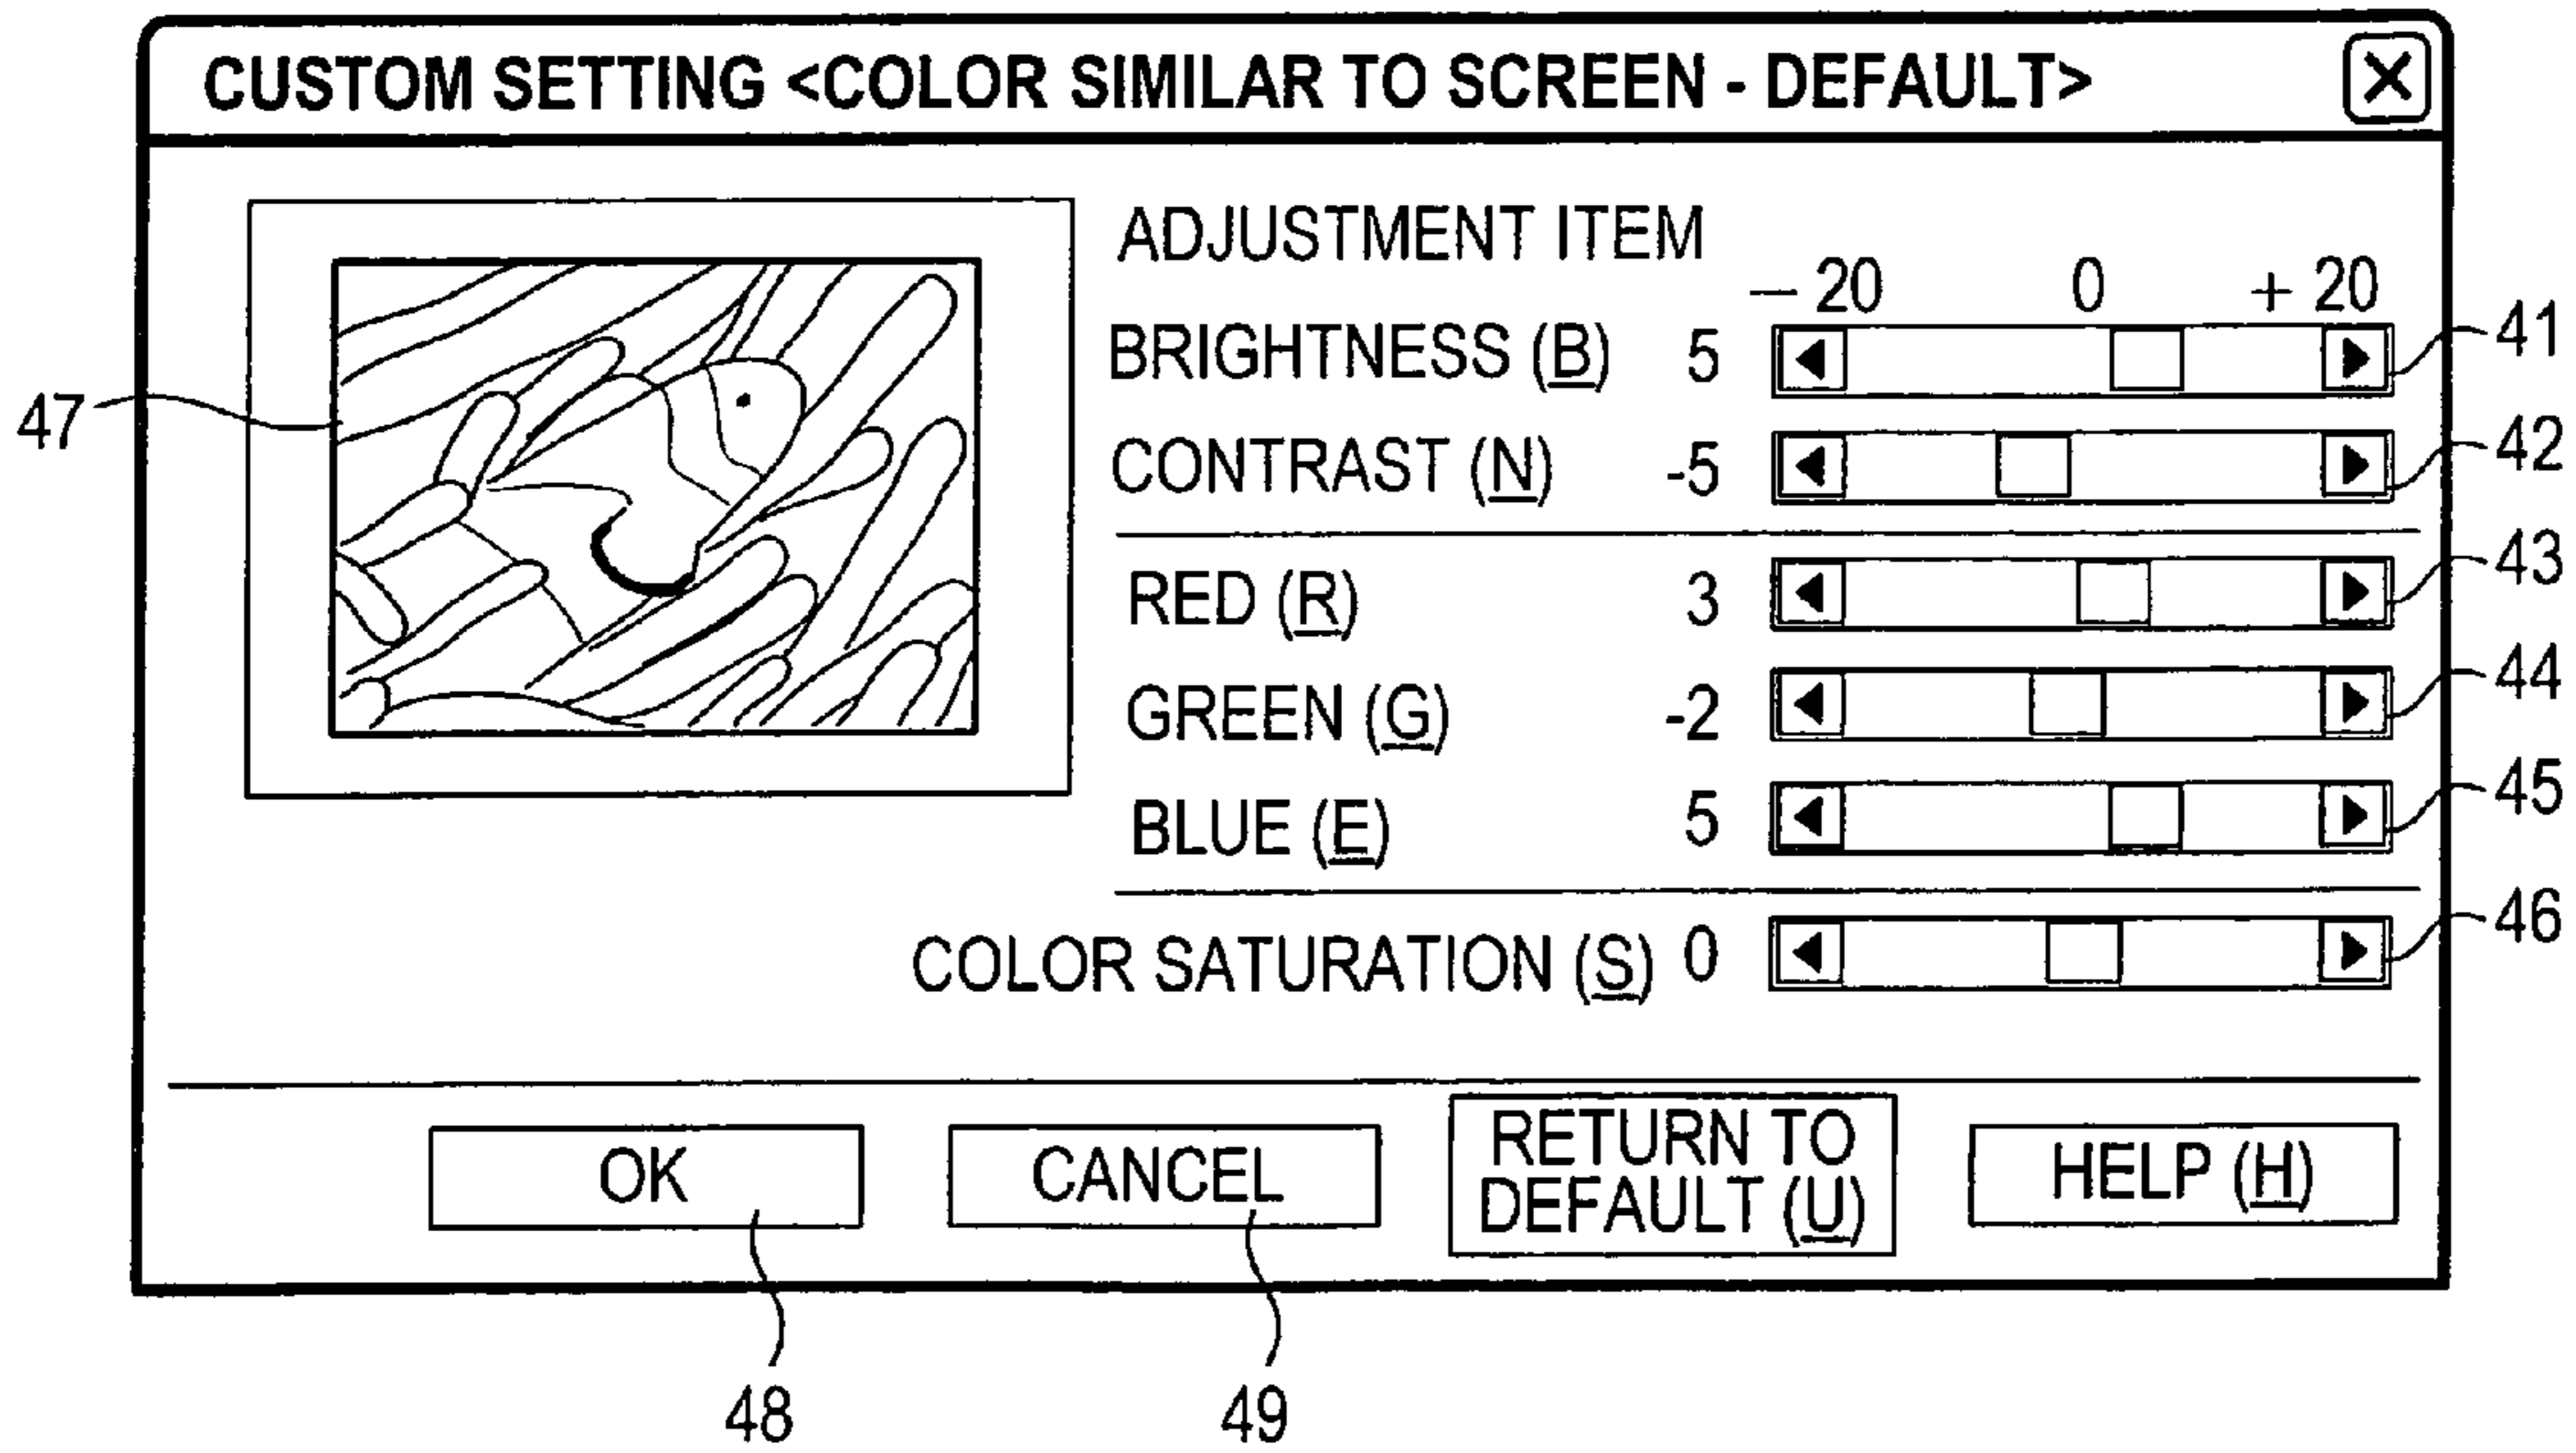 CUSTOM SETTING <COLOR SIMILAR TO SCREEN - DEFAULT>
ADJUSTMENT ITEM
– 20 0 + 20
BRIGHTNESS (B) 5 41
CONTRAST (N) -5 42
47
RED (R) 3 43
GREEN (G) -2 44
BLUE (E) 5 45
COLOR SATURATION (S) 0 46
OK CANCEL RETURN TO DEFAULT (U) HELP (H)
48 49